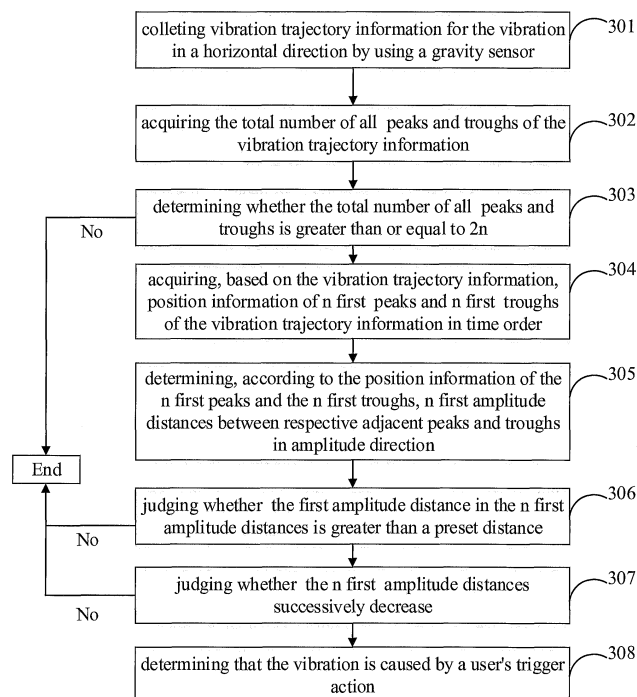 colleting vibration trajectory information for the vibration
in a horizontal direction by using a gravity sensor
301
acquiring the total number of all peaks and troughs of the
vibration trajectory information
302
determining whether the total number of all peaks and
troughs is greater than or equal to 2n
303
No
acquiring, based on the vibration trajectory information,
position information of n first peaks and n first troughs
of the vibration trajectory information in time order
304
determining, according to the position information of the
n first peaks and the n first troughs, n first amplitude
distances between respective adjacent peaks and troughs
in amplitude direction
305
End
judging whether the first amplitude distance in the n first
amplitude distances is greater than a preset distance
306
No
judging whether the n first amplitude distances
successively decrease
307
No
determining that the vibration is caused by a user's trigger
action
308